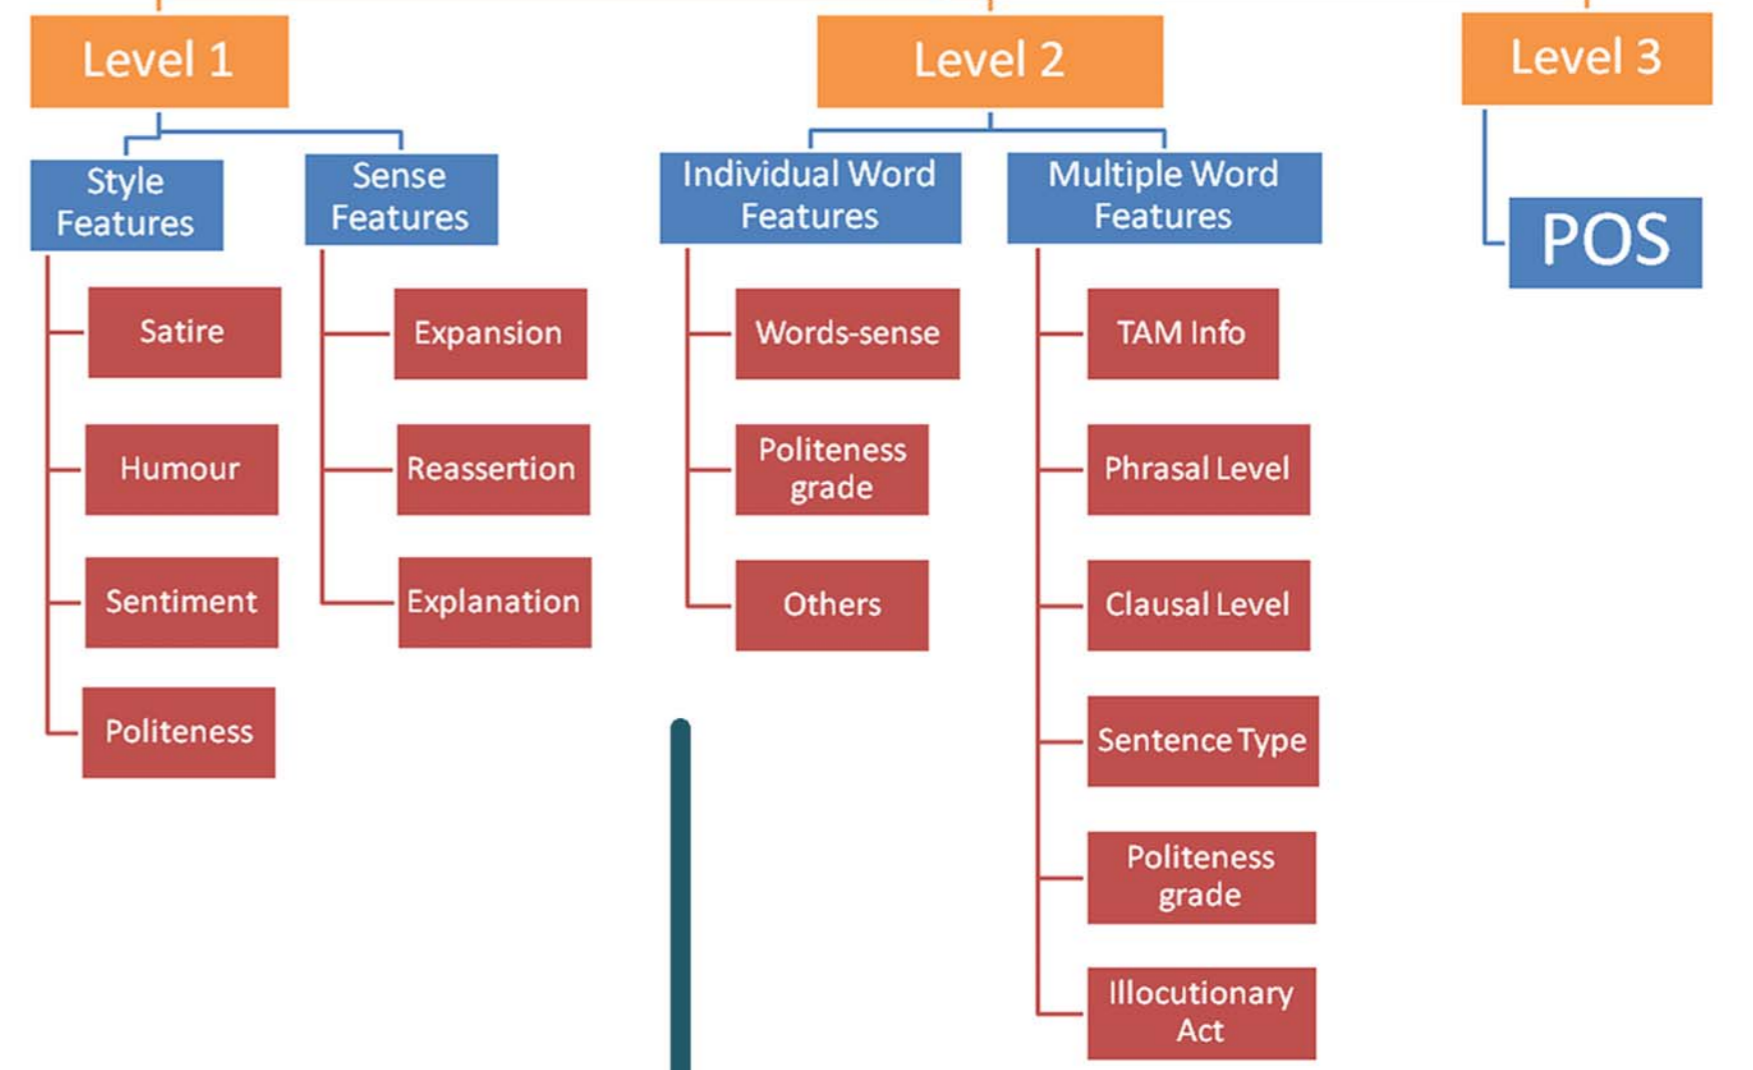 Level 1
Level 2
Level 3
Style
Features
Sense
Features
Individual Word
Features
Multiple Word
Features
POS
Satire
Humour
Sentiment
Politeness
Expansion
Reassertion
Explanation
Words-sense
Politeness
grade
Others
TAM Info
Phrasal Level
Clausal Level
Sentence Type
Politeness
grade
Illocutionary
Act